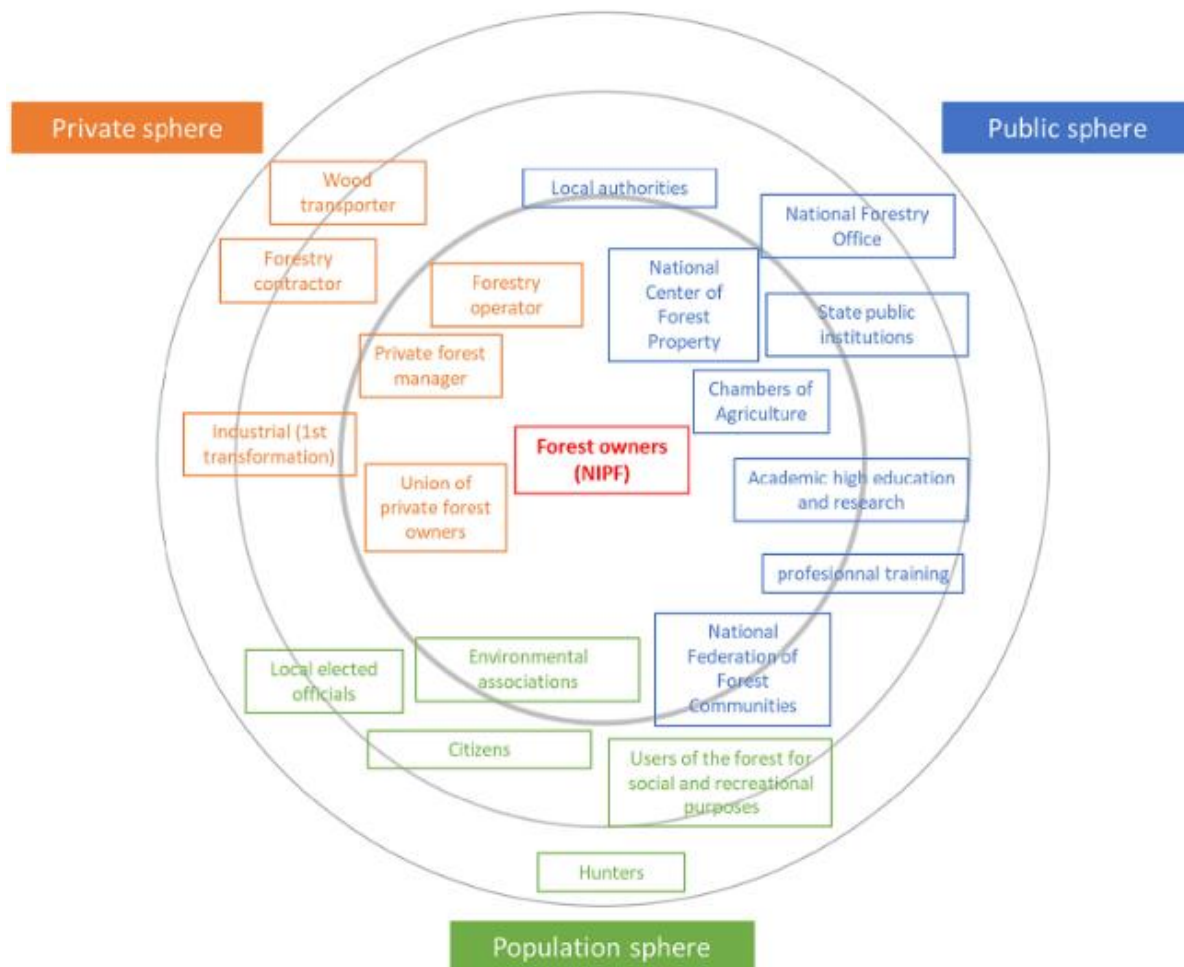 Private sphere
Public sphere
Wood
transporter
Local authorities
National Forestry
Office
Forestry
contractor
Forestry
operator
National
Center of
Forest
Property
State public
institutions
Private forest
manager
Chambers of
Agriculture
Industrial (1st
transformation)
Forest owners
(NIPF)
Union of
private forest
owners
Academic high education
and research
profesionnal training
National
Federation of
Forest
Communities
Local elected
officials
Environmental
associations
Citizens
Users of the forest for
social and recreational
purposes
Hunters
Population sphere